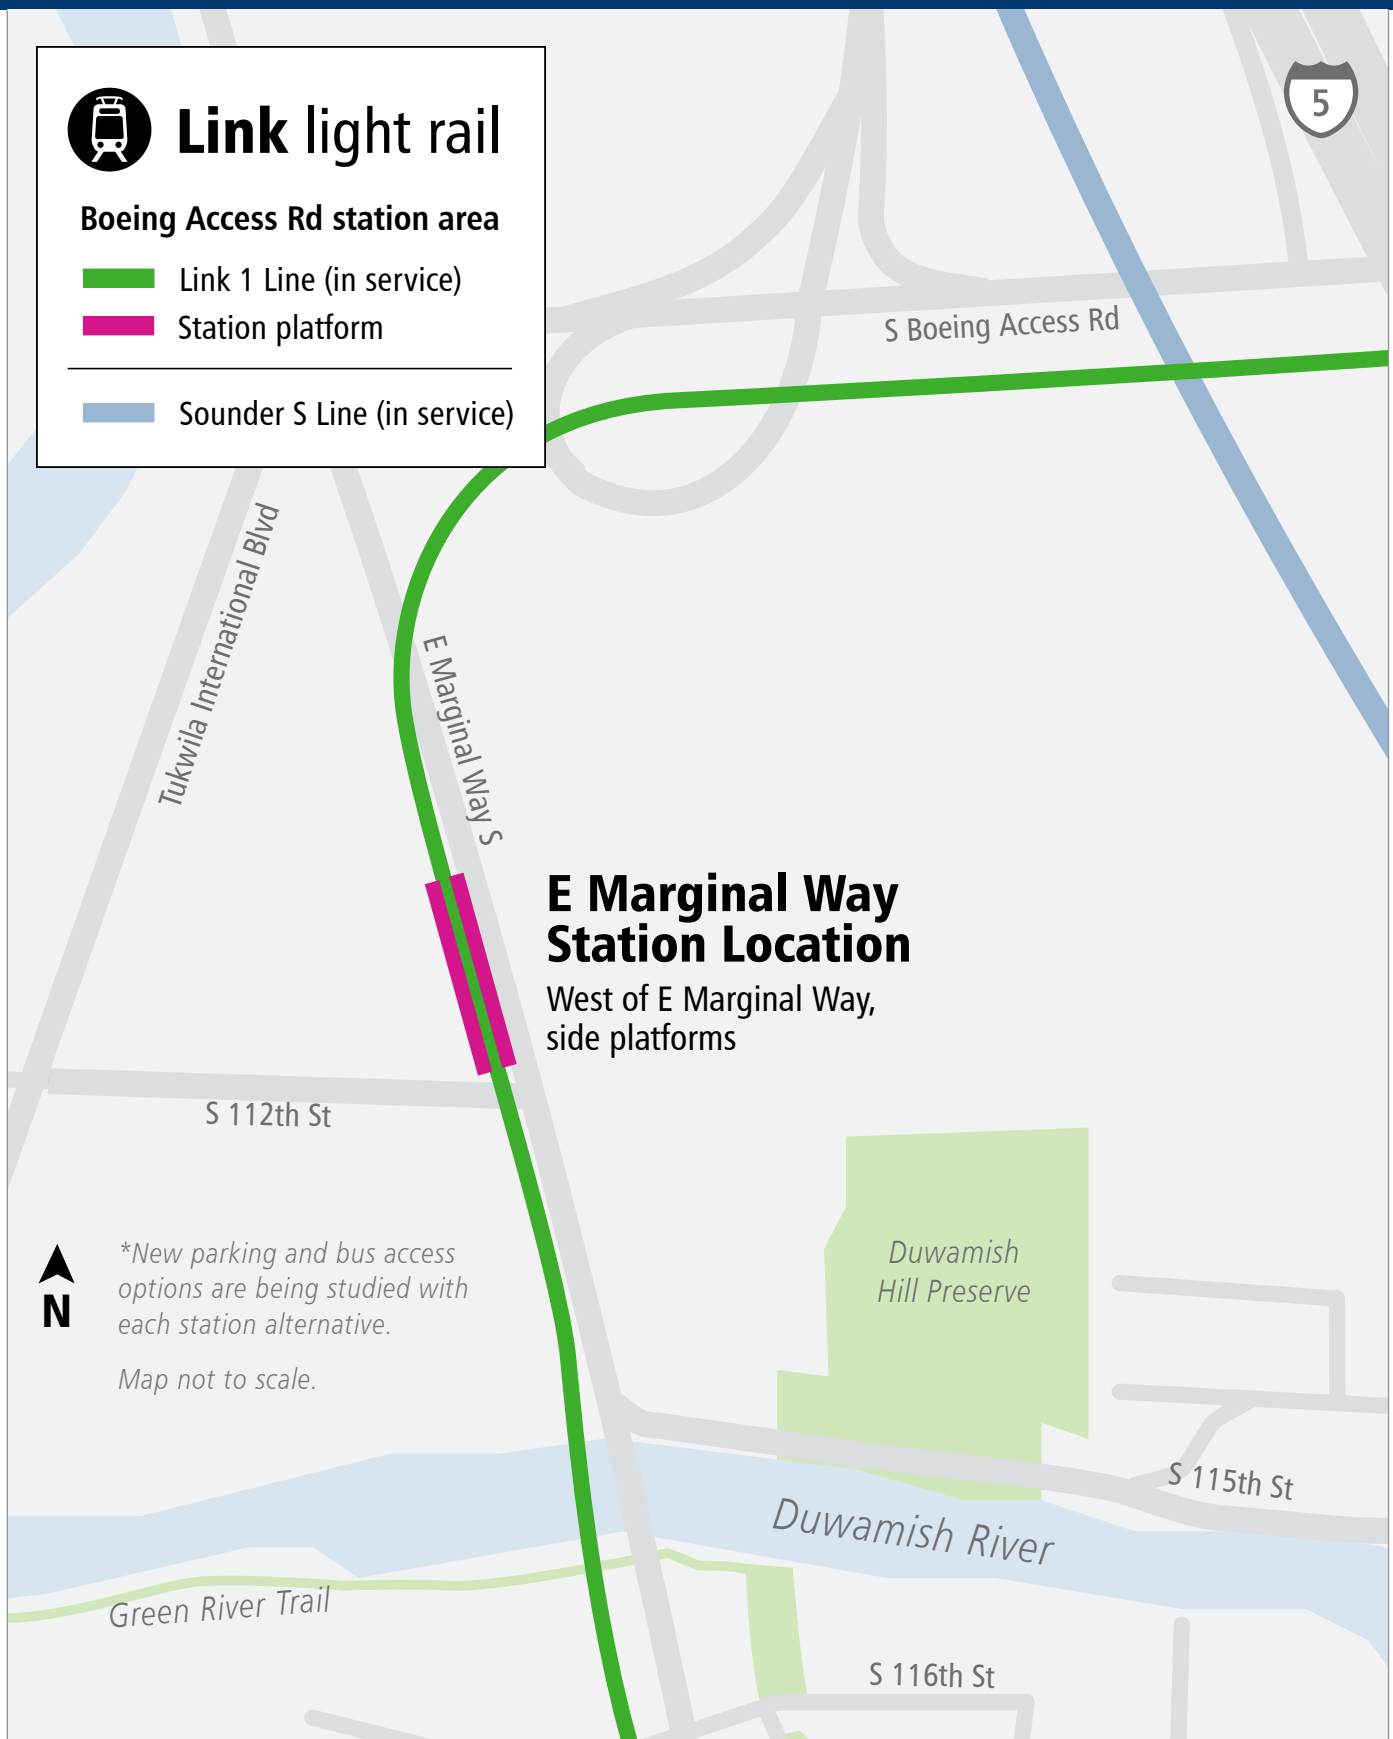 Link light rail
Boeing Access Rd station area
Link 1 Line (in service)
Station platform
Sounder S Line (in service)
5
S Boeing Access Rd
Tukwila International Blvd
E Marginal Way S
E Marginal Way
Station Location
West of E Marginal Way,
side platforms
S 112th St
N
*New parking and bus access
options are being studied with
each station alternative.
Map not to scale.
Duwamish
Hill Preserve
S 115th St
Duwamish River
Green River Trail
S 116th St